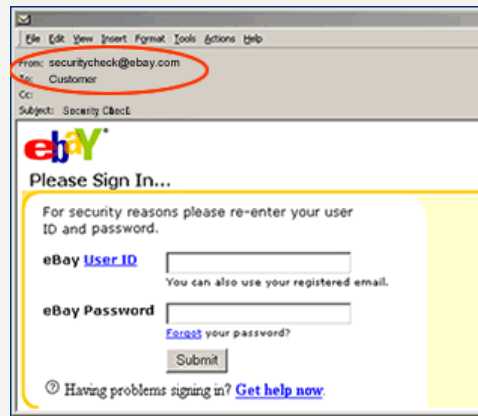 File Edit View Insert Format Tools Actions Help
From: securitycheck@ebay.com
To: Customer
Cc:
Subject: Security Check
ebaY
Please Sign In...
For security reasons please re-enter your user
ID and password.
eBay User ID
You can also use your registered email.
eBay Password
Forgot your password?
Submit
? Having problems signing in? Get help now.